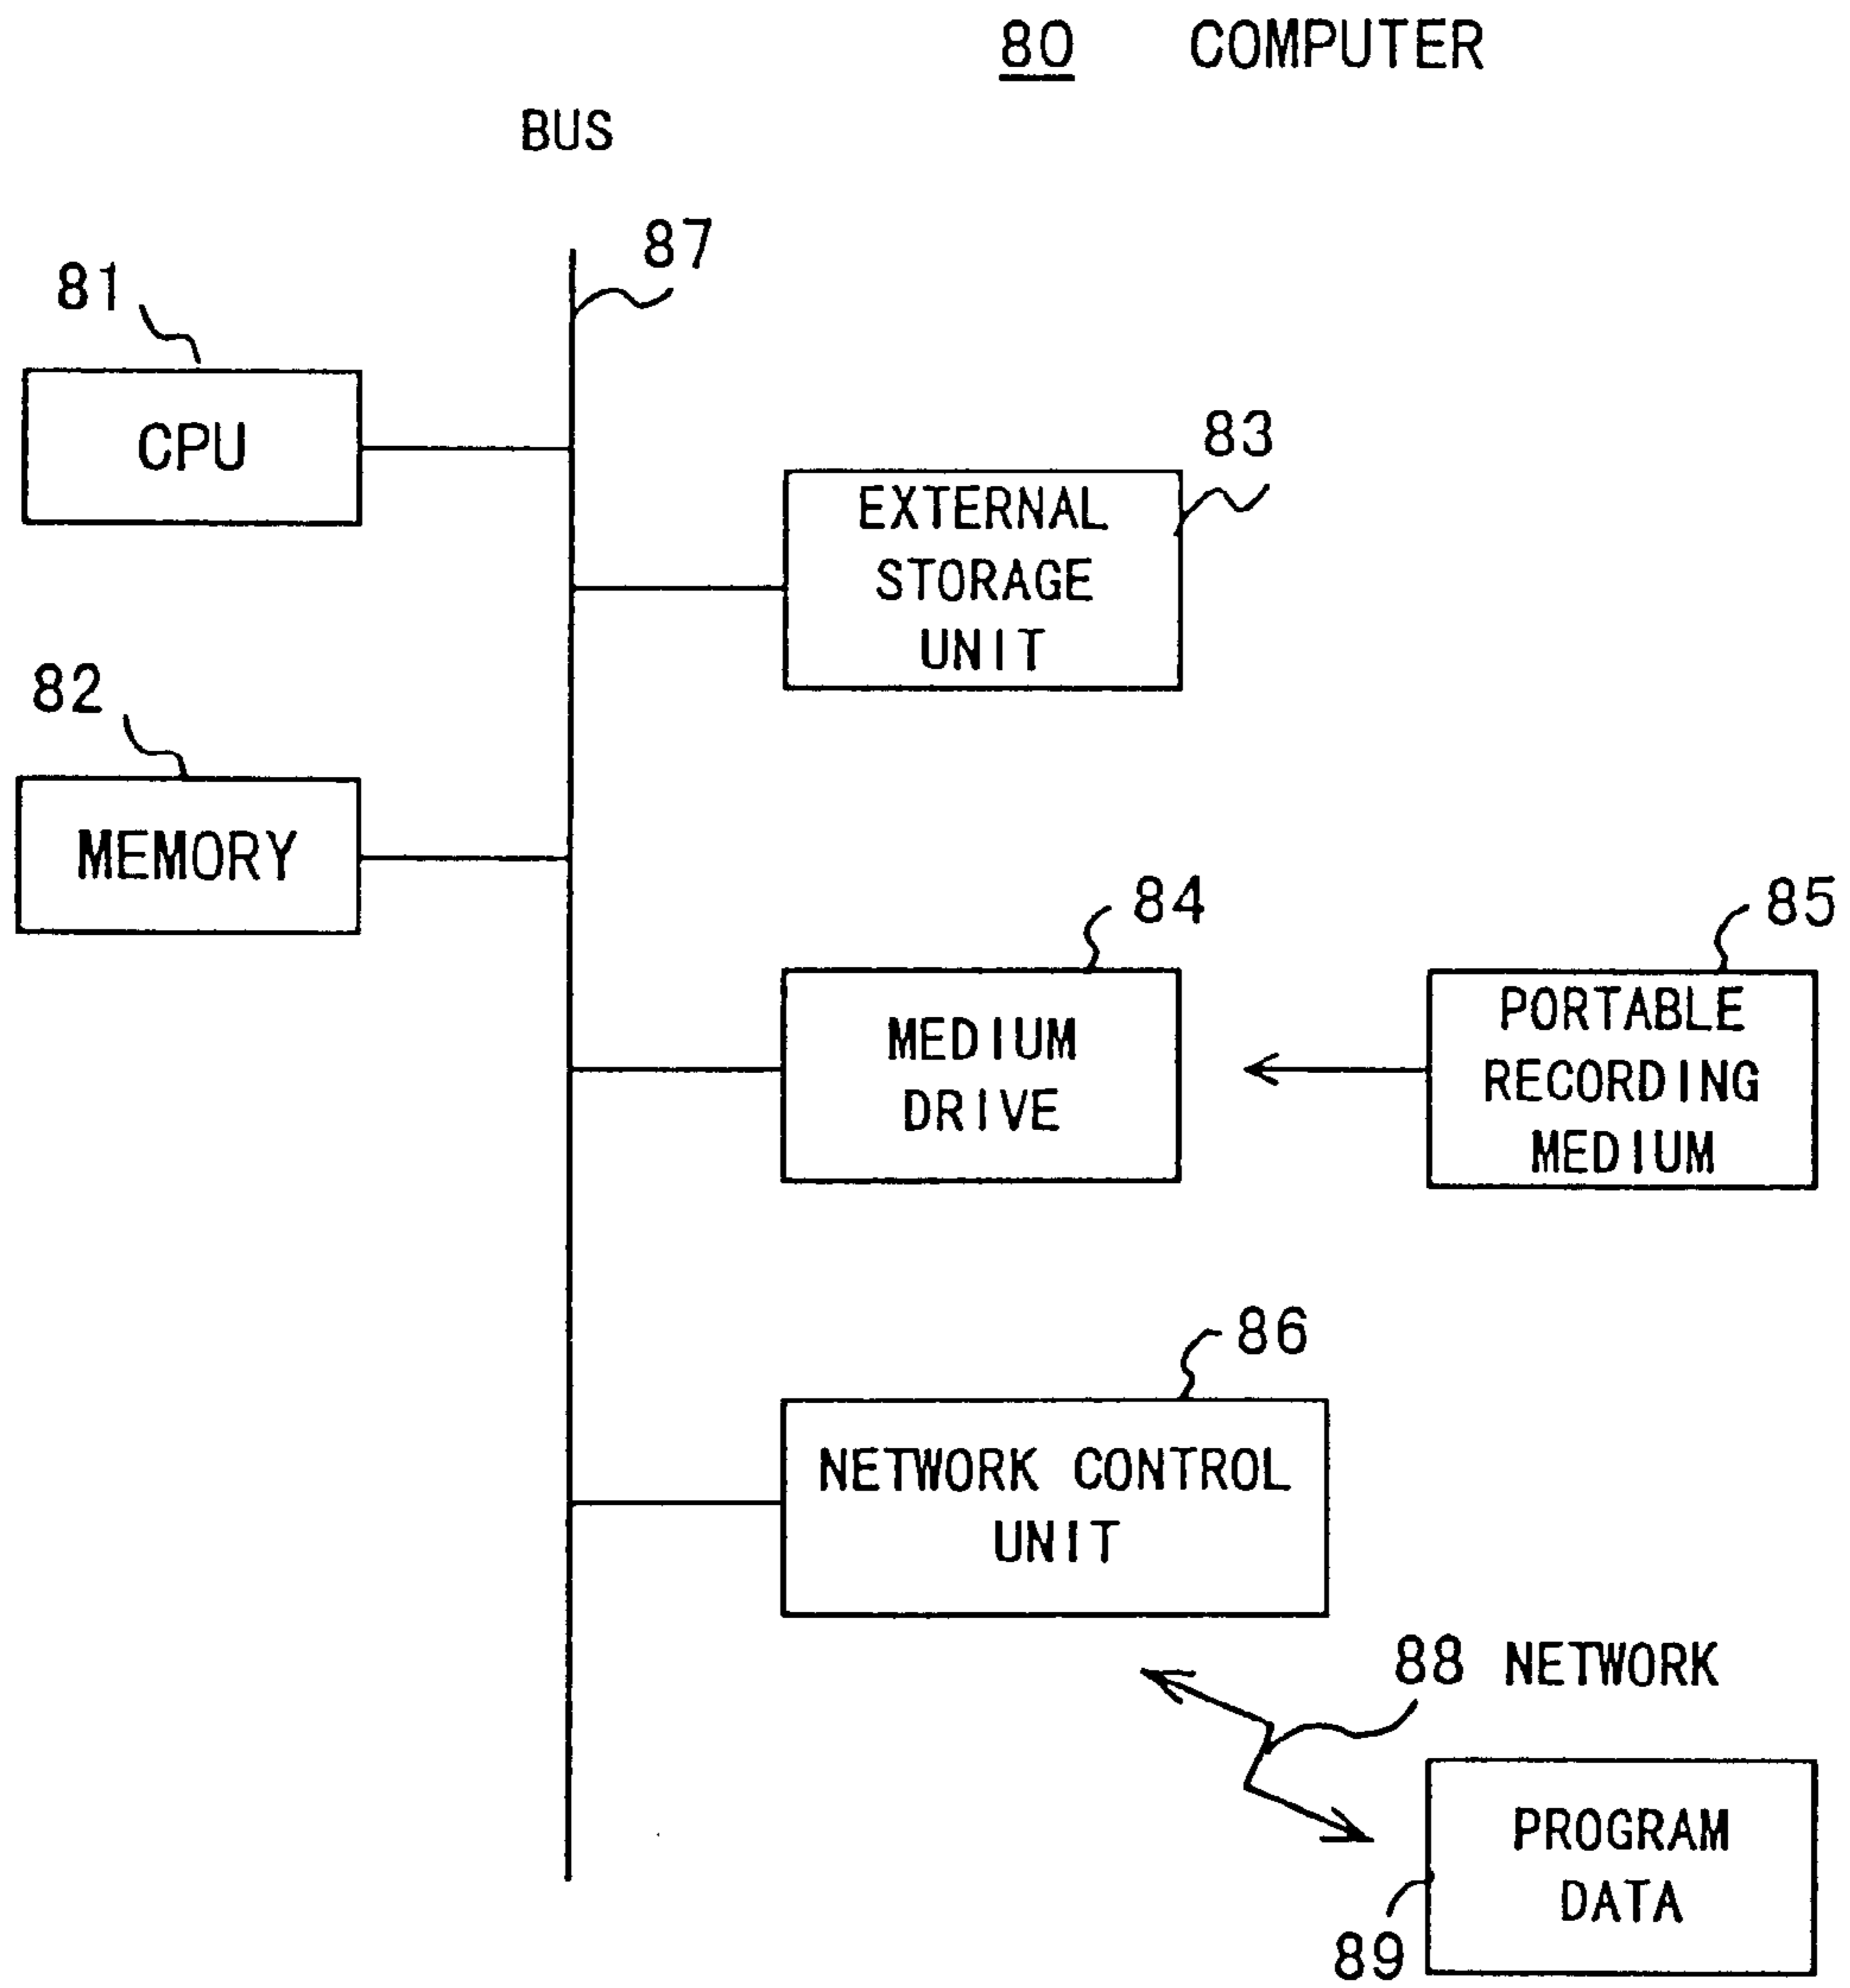 80 COMPUTER
BUS
87
81
CPU
83
EXTERNAL
STORAGE
UNIT
82
MEMORY
84
MEDIUM
DRIVE
85
PORTABLE
RECORDING
MEDIUM
86
NETWORK CONTROL
UNIT
88 NETWORK
PROGRAM
DATA
89